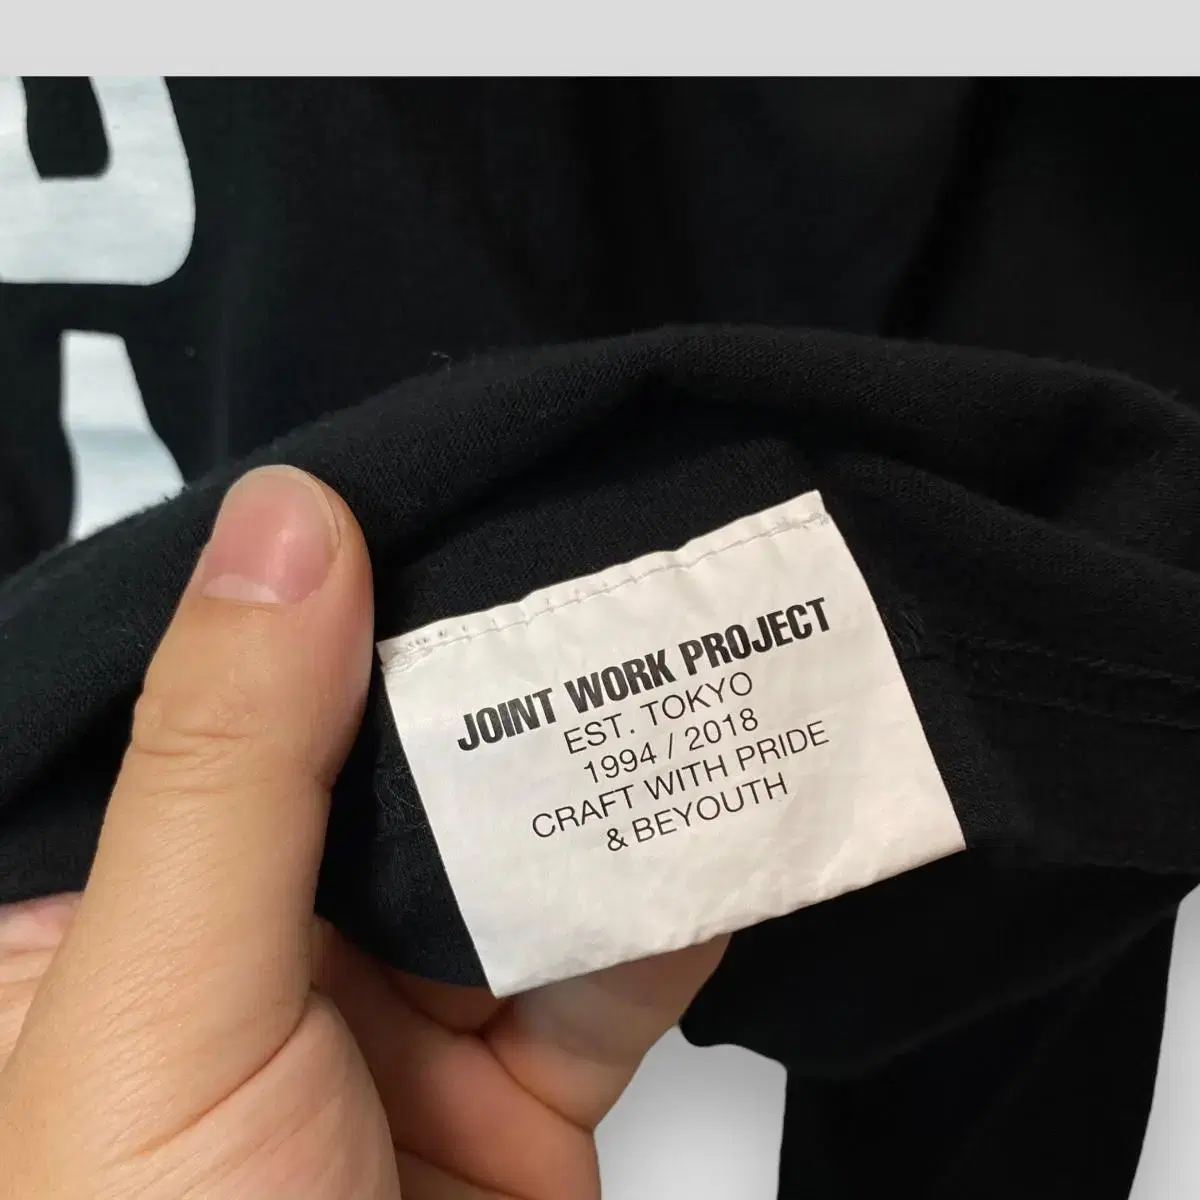 JOINT WORK PROJECT
EST. TOKYO
1994 / 2018
CRAFT WITH PRIDE
& BEYOUTH